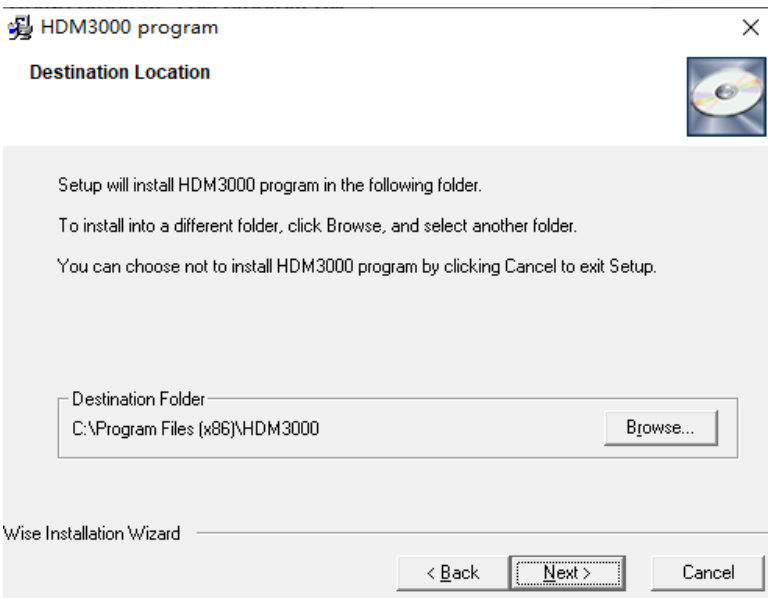 HDM3000 program
Destination Location
Setup will install HDM3000 program in the following folder.
To install into a different folder, click Browse, and select another folder.
You can choose not to install HDM3000 program by clicking Cancel to exit Setup.
Destination Folder
C:\Program Files (x86)\HDM3000
Browse...
Wise Installation Wizard
< Back
Next >
Cancel